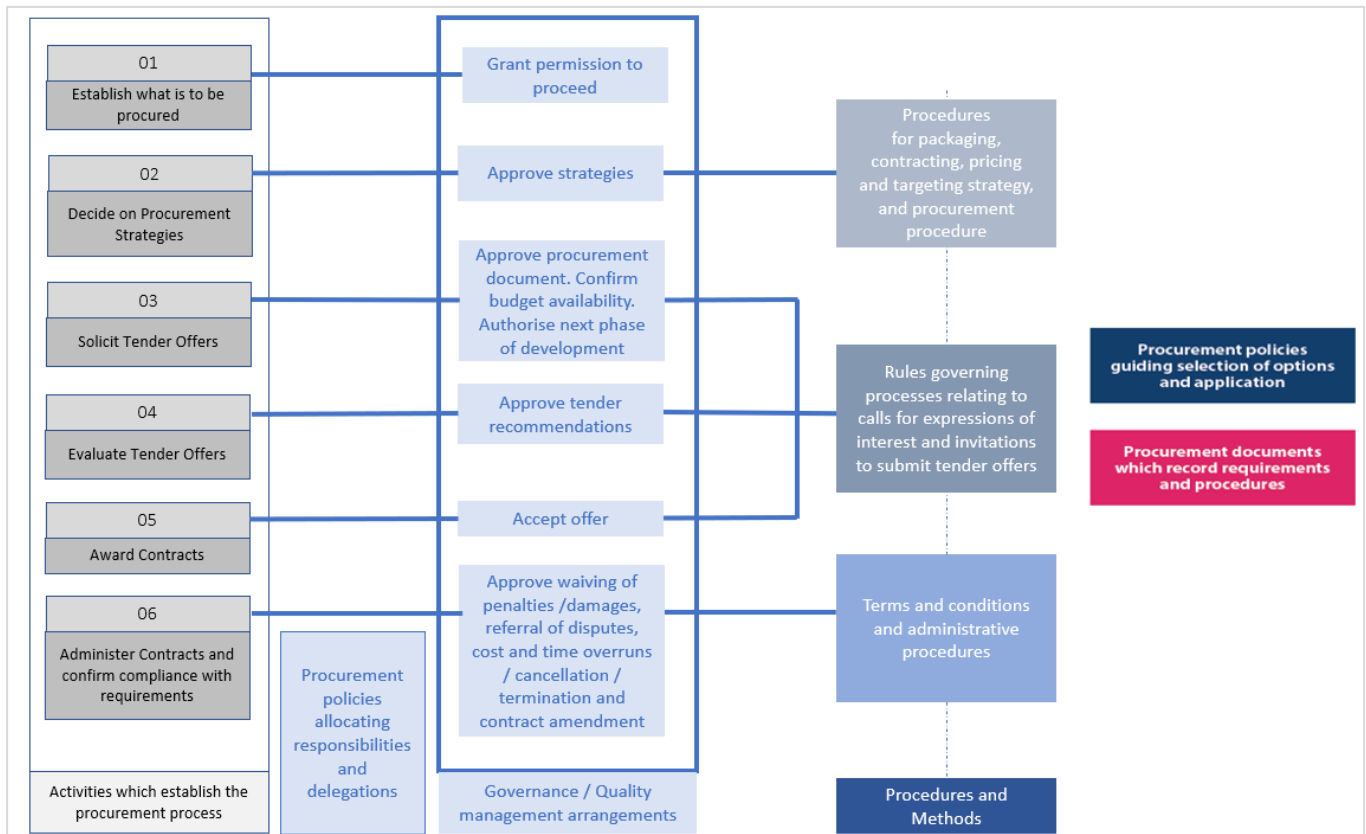 01
Establish what is to be
procured
02
Decide on Procurement
Strategies
03
Solicit Tender Offers
04
Evaluate Tender Offers
05
Award Contracts
06
Administer Contracts and
confirm compliance with
requirements
Activities which establish the
procurement process
Procurement
policies
allocating
responsibilities
and
delegations
Grant permission to
proceed
Approve strategies
Approve procurement
document. Confirm
budget availability.
Authorise next phase
of development
Approve tender
recommendations
Accept offer
Approve waiving of
penalties /damages,
referral of disputes,
cost and time overruns
/ cancellation /
termination and
contract amendment
Governance / Quality
management arrangements
Procedures
for packaging,
contracting, pricing
and targeting strategy,
and procurement
procedure
Rules governing
processes relating to
calls for expressions of
interest and invitations
to submit tender offers
Terms and conditions
and administrative
procedures
Procedures and
Methods
Procurement policies
guiding selection of options
and application
Procurement documents
which record requirements
and procedures